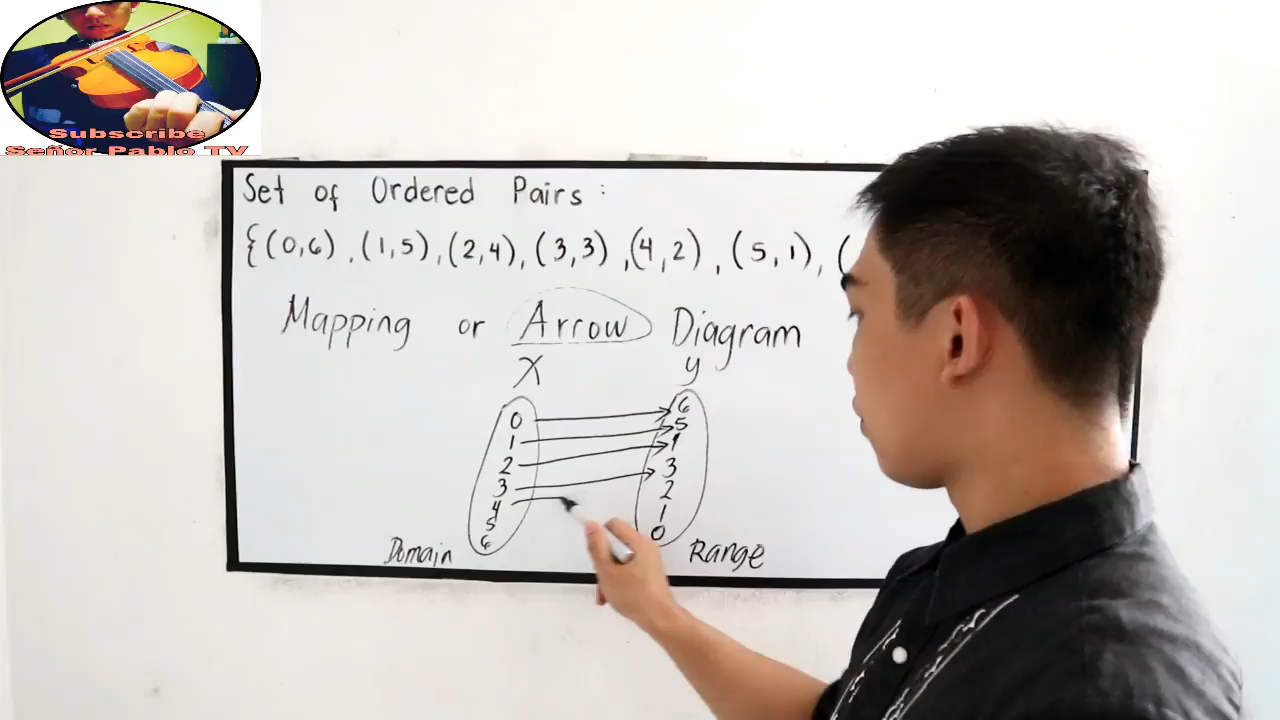 Subscribe
Señor Pablo TV
Set of Ordered Pairs :
{(0,6) , (1,5) , (2,4) , (3,3) , (4,2) , (5,1) , (
Mapping or Arrow Diagram
X y
0 6
1 5
2 4
3 3
4 2
5 1
6 0
Domain Range